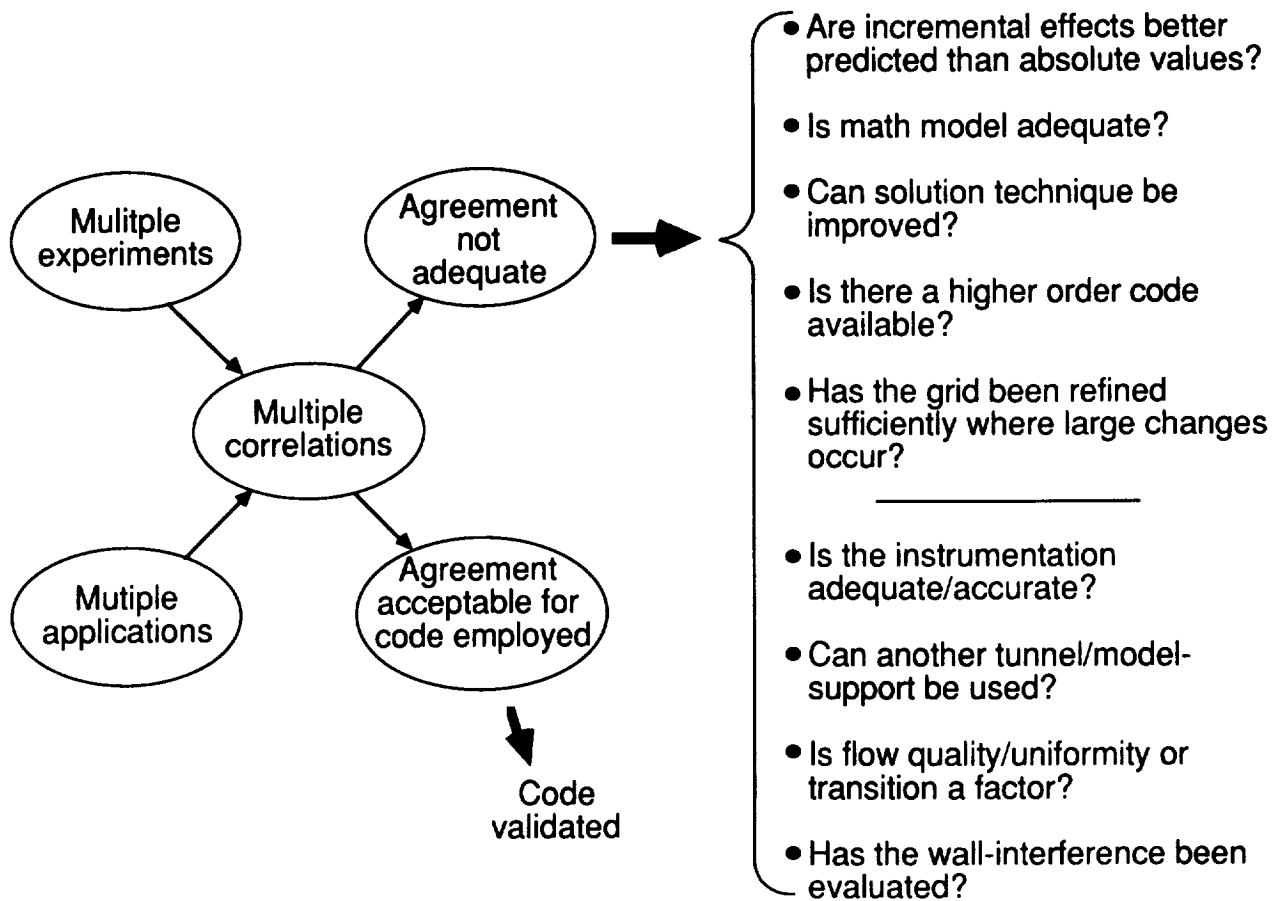 Mulitple
experiments
Agreement
not
adequate
Multiple
correlations
Mutiple
applications
Agreement
acceptable for
code employed
Code
validated
• Are incremental effects better
predicted than absolute values?
• Is math model adequate?
• Can solution technique be
improved?
• Is there a higher order code
available?
• Has the grid been refined
sufficiently where large changes
occur?
• Is the instrumentation
adequate/accurate?
• Can another tunnel/model-
support be used?
• Is flow quality/uniformity or
transition a factor?
• Has the wall-interference been
evaluated?